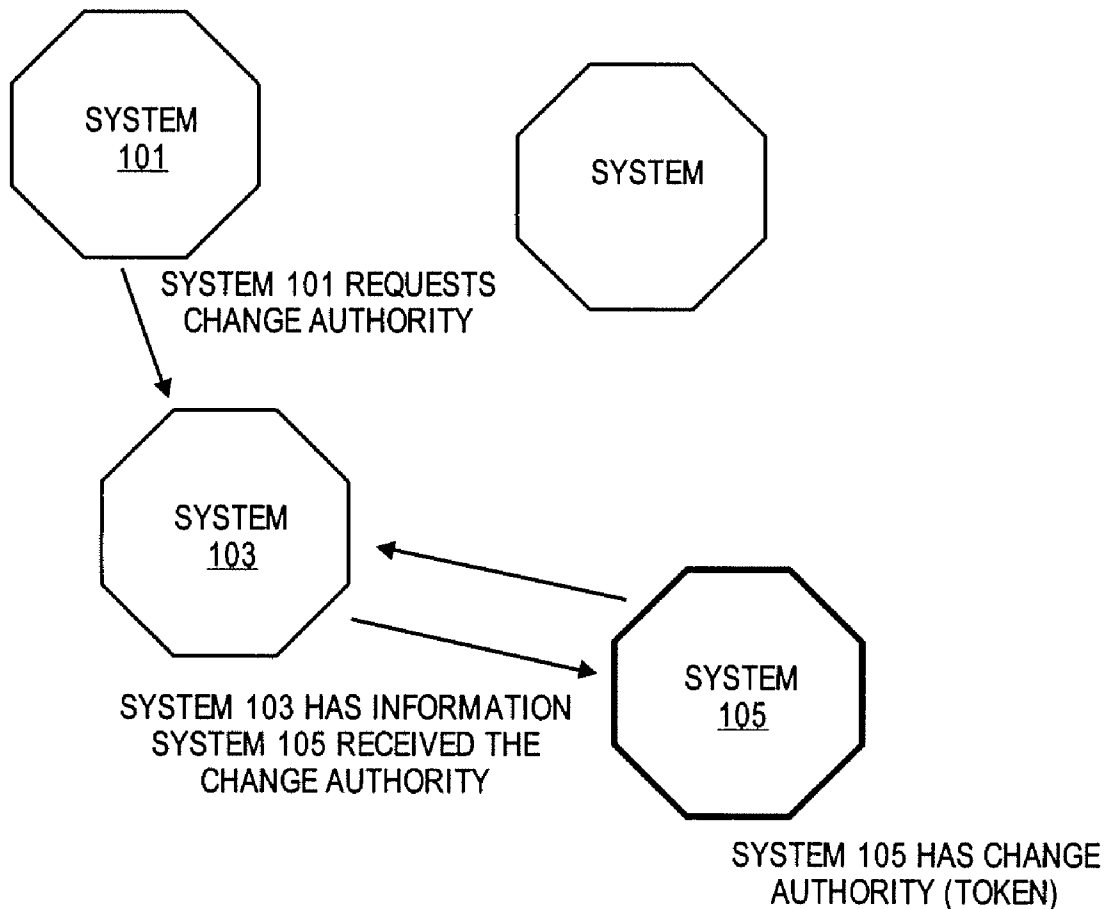 SYSTEM
101
SYSTEM
SYSTEM 101 REQUESTS
CHANGE AUTHORITY
SYSTEM
103
SYSTEM
105
SYSTEM 103 HAS INFORMATION
SYSTEM 105 RECEIVED THE
CHANGE AUTHORITY
SYSTEM 105 HAS CHANGE
AUTHORITY (TOKEN)